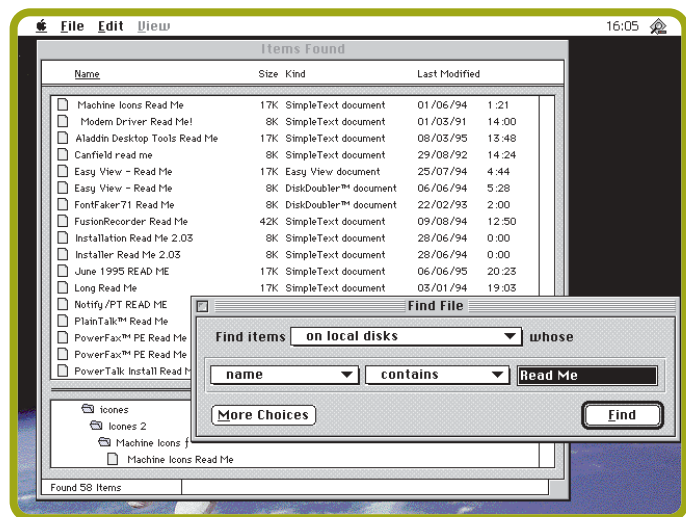 File Edit View 16:05
Items Found
Name Size Kind Last Modified
Machine Icons Read Me 17K SimpleText document 01/06/94 1:21
Modem Driver Read Me! 8K SimpleText document 01/03/91 14:00
Aladdin Desktop Tools Read Me 17K SimpleText document 08/03/95 13:48
Canfield read me 8K SimpleText document 29/08/92 14:24
Easy View - Read Me 17K Easy View document 25/07/94 4:44
Easy View - Read Me 8K DiskDoubler™ document 06/06/94 5:28
FontFaker71 Read Me 8K DiskDoubler™ document 22/02/93 2:00
FusionRecorder Read Me 42K SimpleText document 09/08/94 12:50
Installation Read Me 2.03 8K SimpleText document 28/06/94 0:00
Installer Read Me 2.03 8K SimpleText document 28/06/94 0:00
June 1995 READ ME 17K SimpleText document 06/06/95 20:23
Long Read Me 17K SimpleText document 03/01/94 19:03
Notify/PT READ ME
PlainTalk™ Read Me
PowerFax™ PE Read Me
PowerFax™ PE Read Me
PowerTalk Install Read M
Find File
Find items on local disks whose
name contains Read Me
More Choices Find
icones
Icones 2
Machine Icons ƒ
Machine Icons Read Me
Found 58 Items